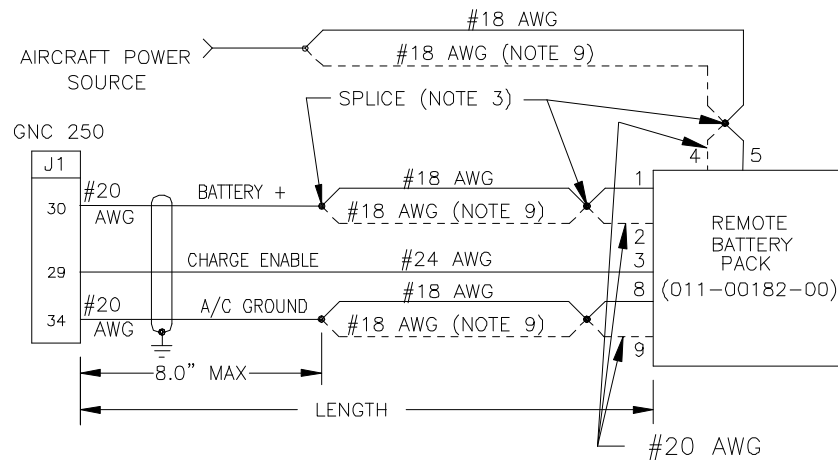 #18 AWG
#18 AWG (NOTE 9)
AIRCRAFT POWER
SOURCE
SPLICE (NOTE 3)
GNC 250
J1
4
5
#20
AWG
30
BATTERY +
#18 AWG
#18 AWG (NOTE 9)
1
2
REMOTE
BATTERY
PACK
(011-00182-00)
29
CHARGE ENABLE
#24 AWG
3
#20
AWG
34
A/C GROUND
#18 AWG
#18 AWG (NOTE 9)
8
9
8.0" MAX
LENGTH
#20 AWG